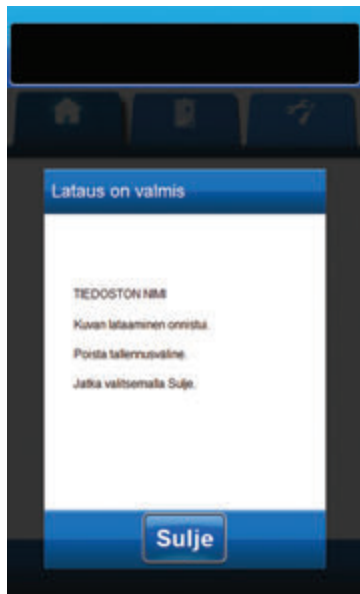 Lataus on valmis
TIEDOSTON NIMI
Kuvan lataaminen onnistui.
Poista tallennusväline.
Jatka valitsemalla Sulje.
Sulje